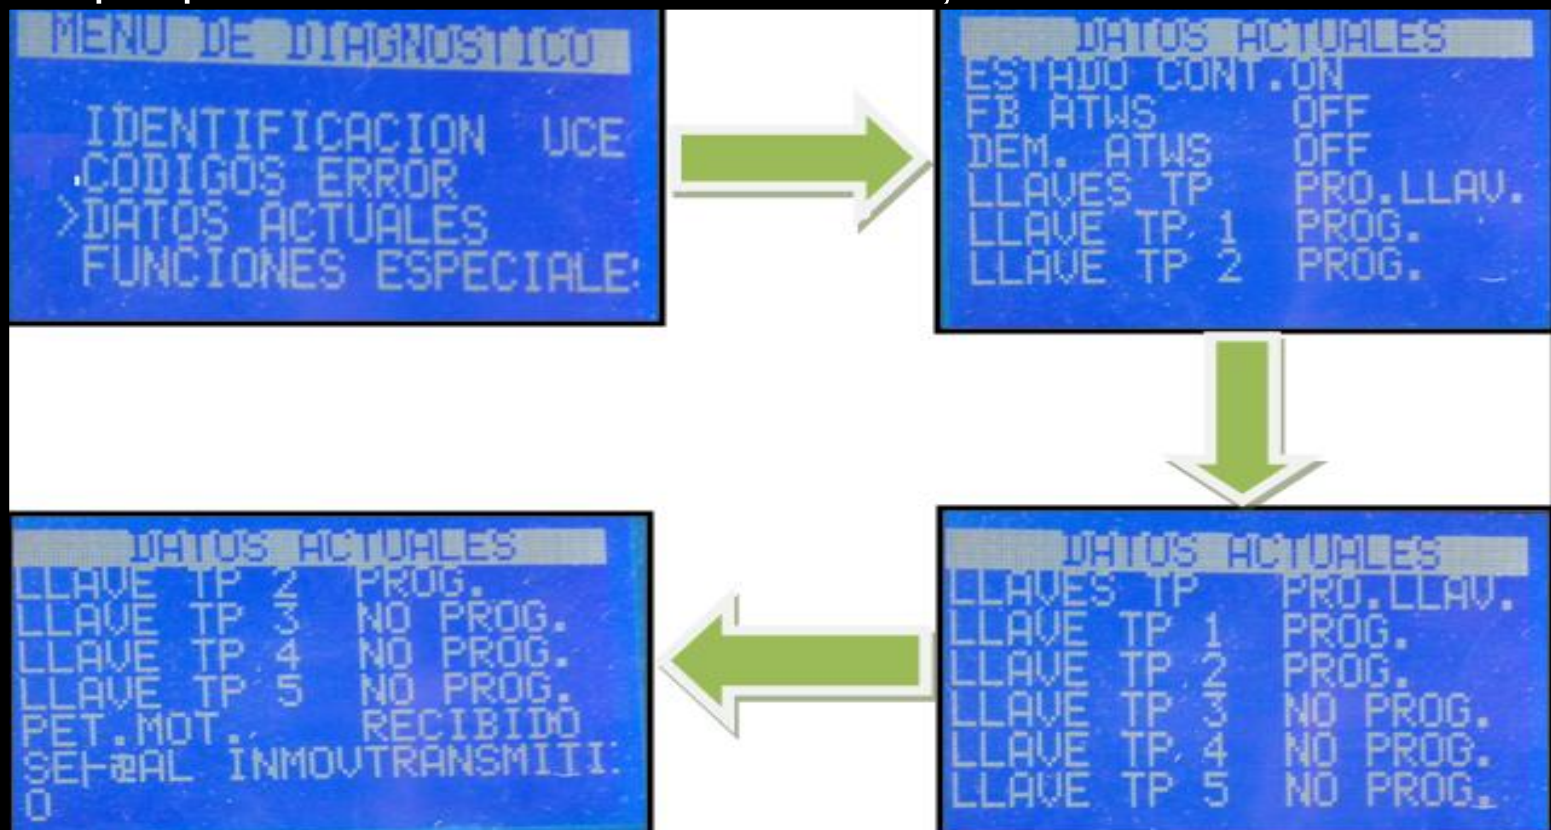 MENU DE DIAGNOSTICO
IDENTIFICACION UCE
CODIGOS ERROR
>DATOS ACTUALES
FUNCIONES ESPECIALES
DATOS ACTUALES
ESTADO CONT.ON
FB ATWS OFF
DEM. ATWS OFF
LLAVES TP PRO.LLAV.
LLAVE TP 1 PROG.
LLAVE TP 2 PROG.
DATOS ACTUALES
LLAVES TP PRO.LLAV.
LLAVE TP 1 PROG.
LLAVE TP 2 PROG.
LLAVE TP 3 NO PROG.
LLAVE TP 4 NO PROG.
LLAVE TP 5 NO PROG.
DATOS ACTUALES
LLAVE TP 2 PROG.
LLAVE TP 3 NO PROG.
LLAVE TP 4 NO PROG.
LLAVE TP 5 NO PROG.
PET.MOT. RECIBIDO
INMOVTRANSMITI
O